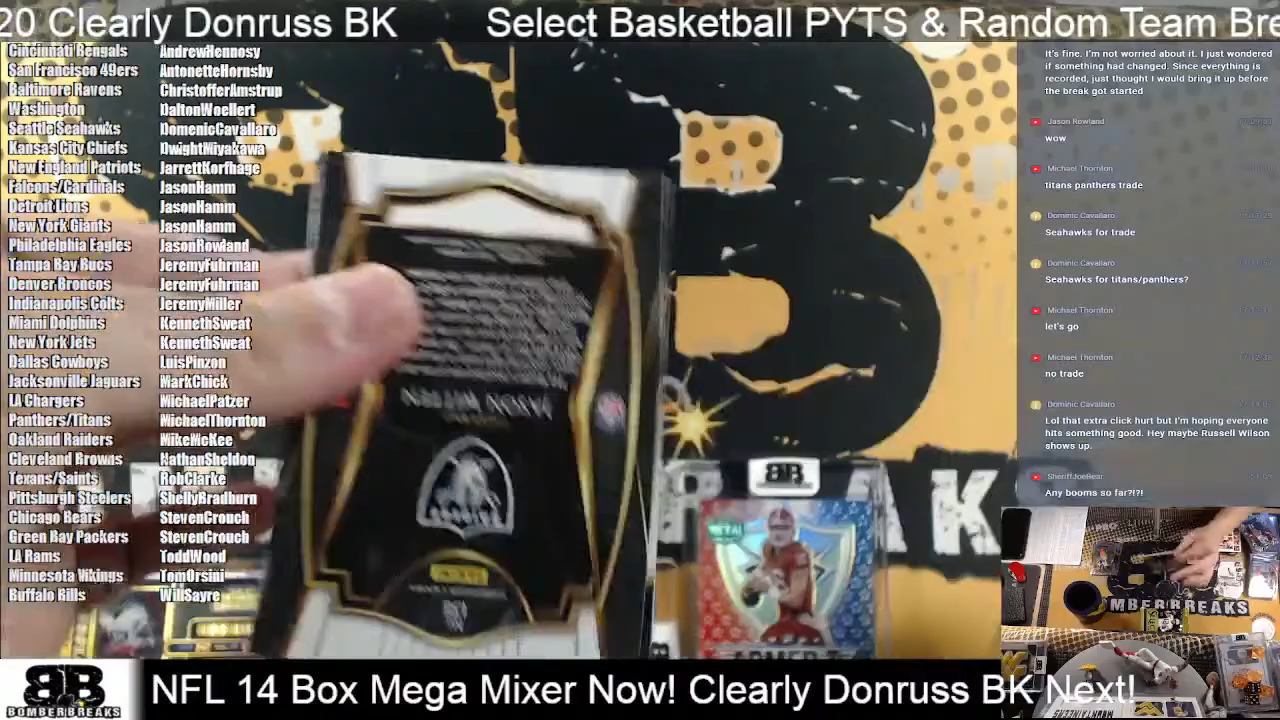 20 Clearly Donruss BK Select Basketball PYTS & Random Team Bre
Cincinnati Bengals AndrewHennosy
San Francisco 49ers AntonetteHornsby
Baltimore Ravens ChristofferAmstrup
Washington DaltonWoellert
Seattle Seahawks DomenicCavallaro
Kansas City Chiefs DwightMiyakawa
New England Patriots JarrettKorfhage
Falcons/Cardinals JasonHamm
Detroit Lions JasonHamm
New York Giants JasonHamm
Philadelphia Eagles JasonRowland
Tampa Bay Bucs JeremyFuhrman
Denver Broncos JeremyFuhrman
Indianapolis Colts JeremyMiller
Miami Dolphins KennethSweat
New York Jets KennethSweat
Dallas Cowboys LuisPinzon
Jacksonville Jaguars MarkChick
LA Chargers MichaelPatzer
Panthers/Titans MichaelThornton
Oakland Raiders MikeMcKee
Cleveland Browns NathanSheldon
Texans/Saints RobClarke
Pittsburgh Steelers ShellyBradburn
Chicago Bears StevenCrouch
Green Bay Packers StevenCrouch
LA Rams ToddWood
Minnesota Vikings TomOrsini
Buffalo Bills WillSayre
It's fine. I'm not worried about it. I just wondered
if something had changed. Since everything is
recorded, just thought I would bring it up before
the break got started
Jason Rowland
wow
Michael Thornton
titans panthers trade
Dominic Cavallaro
Seahawks for trade
Dominic Cavallaro
Seahawks for titans/panthers?
Michael Thornton
let's go
Michael Thornton
no trade
Dominic Cavallaro
Lol that extra click hurt but I'm hoping everyone
hits something good. Hey maybe Russell Wilson
shows up.
SheriffJoeBear
Any booms so far?!?!
BB
BOMBERBREAKS
BB
BOMBERBREAKS
NFL 14 Box Mega Mixer Now! Clearly Donruss BK Next!